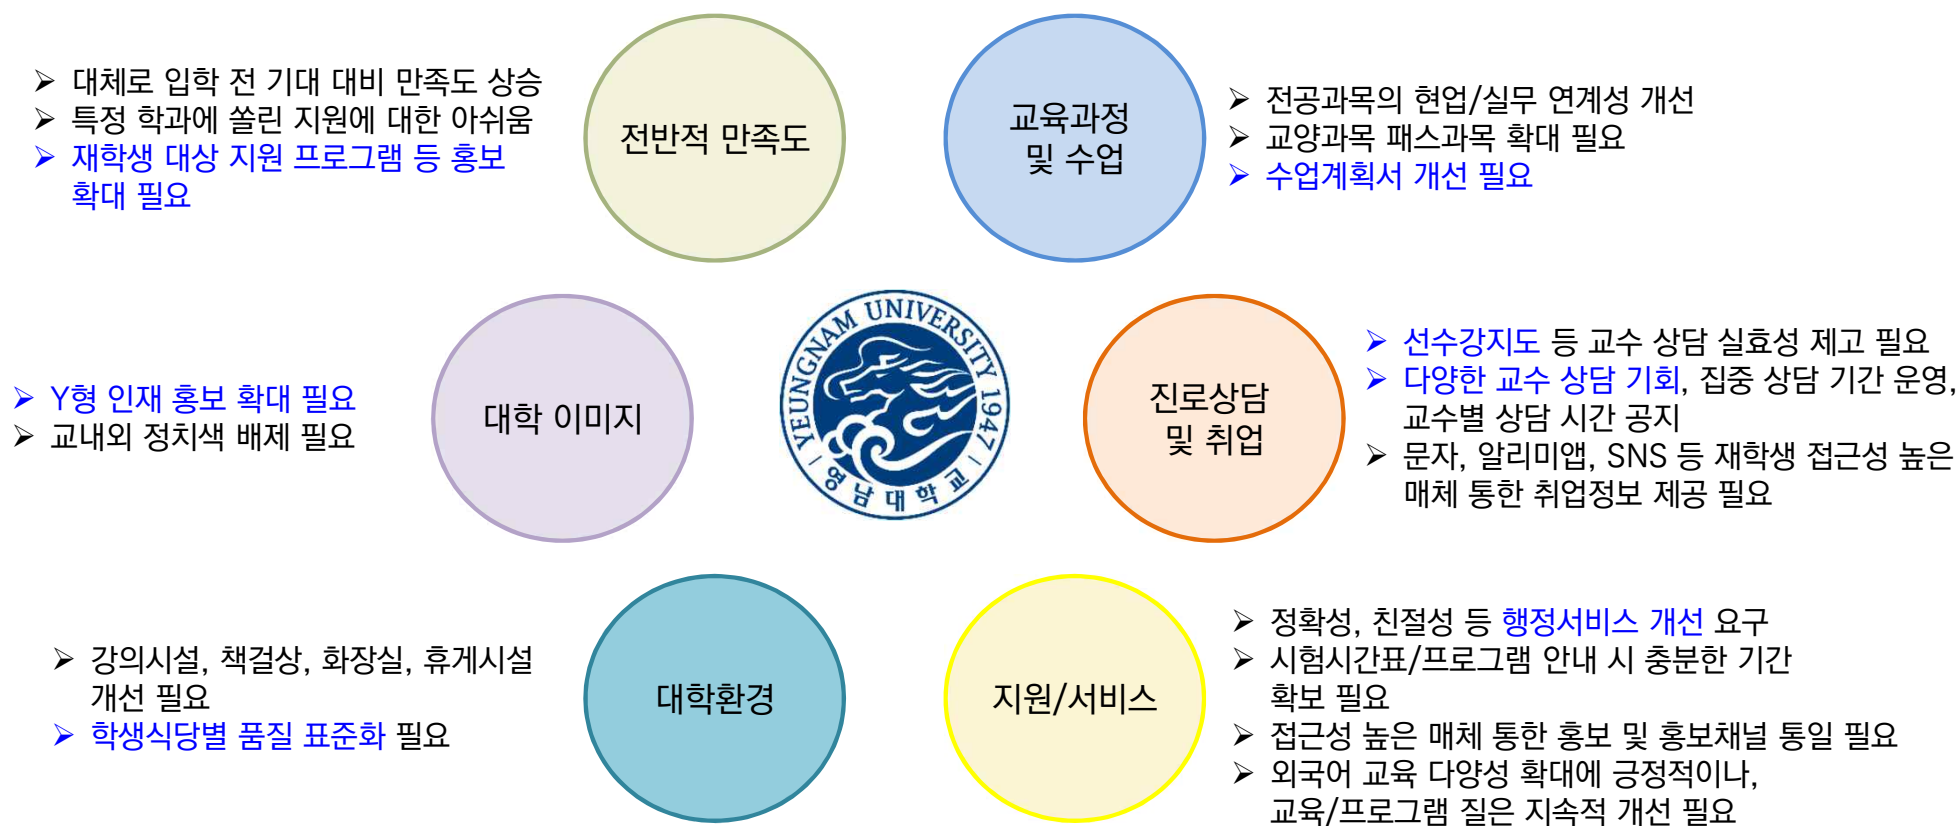 ➢ 대체로 입학 전 기대 대비 만족도 상승
➢ 특정 학과에 쏠린 지원에 대한 아쉬움
➢ 재학생 대상 지원 프로그램 등 홍보
확대 필요
전반적 만족도
교육과정
및 수업
➢ 전공과목의 현업/실무 연계성 개선
➢ 교양과목 패스과목 확대 필요
➢ 수업계획서 개선 필요
➢ Y형 인재 홍보 확대 필요
➢ 교내외 정치색 배제 필요
대학 이미지
YEUNGNAM UNIVERSITY 1947
영남대학교
진로상담
및 취업
➢ 선수강지도 등 교수 상담 실효성 제고 필요
➢ 다양한 교수 상담 기회, 집중 상담 기간 운영,
교수별 상담 시간 공지
➢ 문자, 알리미앱, SNS 등 재학생 접근성 높은
매체 통한 취업정보 제공 필요
➢ 강의시설, 책걸상, 화장실, 휴게시설
개선 필요
➢ 학생식당별 품질 표준화 필요
대학환경
지원/서비스
➢ 정확성, 친절성 등 행정서비스 개선 요구
➢ 시험시간표/프로그램 안내 시 충분한 기간
확보 필요
➢ 접근성 높은 매체 통한 홍보 및 홍보채널 통일 필요
➢ 외국어 교육 다양성 확대에 긍정적이나,
교육/프로그램 질은 지속적 개선 필요